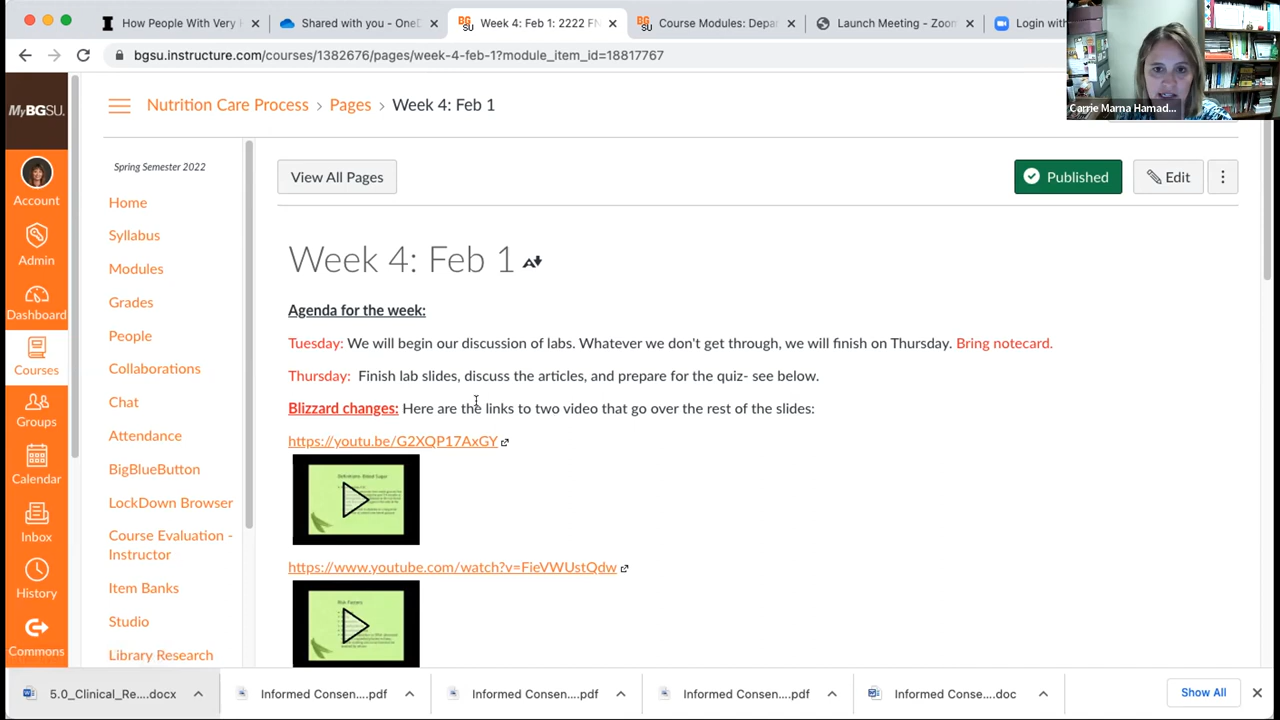 How People With Very H
Shared with you - OneD
Week 4: Feb 1: 2222 FN
Course Modules: Depar
Launch Meeting - Zoom
Login with
bgsu.instructure.com/courses/1382676/pages/week-4-feb-1?module_item_id=18817767
Carrie Marna Hamad...
MyBGSU.
Account
Admin
Dashboard
Courses
Groups
Calendar
Inbox
History
Commons
Nutrition Care Process > Pages > Week 4: Feb 1
Spring Semester 2022
Home
Syllabus
Modules
Grades
People
Collaborations
Chat
Attendance
BigBlueButton
LockDown Browser
Course Evaluation -
Instructor
Item Banks
Studio
Library Research
View All Pages
Published
Edit
Week 4: Feb 1
Agenda for the week:
Tuesday: We will begin our discussion of labs. Whatever we don't get through, we will finish on Thursday. Bring notecard.
Thursday: Finish lab slides, discuss the articles, and prepare for the quiz- see below.
Blizzard changes: Here are the links to two video that go over the rest of the slides:
https://youtu.be/G2XQP17AxGY
Definitions: Blood Sugar
https://www.youtube.com/watch?v=FieVWUstQdw
Risk Factors
5.0_Clinical_Re....docx
Informed Consen....pdf
Informed Consen....pdf
Informed Consen....pdf
Informed Conse....doc
Show All